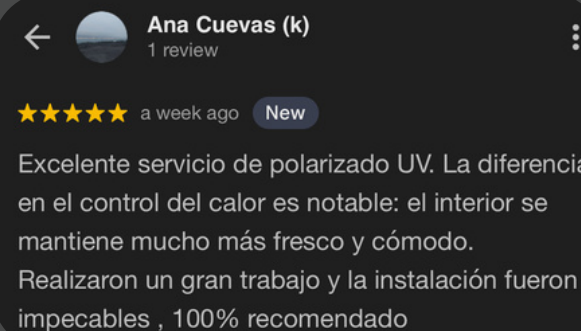 Ana Cuevas (k)
1 review
a week ago New
Excelente servicio de polarizado UV. La diferencia
en el control del calor es notable: el interior se
mantiene mucho más fresco y cómodo.
Realizaron un gran trabajo y la instalación fueron
impecables , 100% recomendado